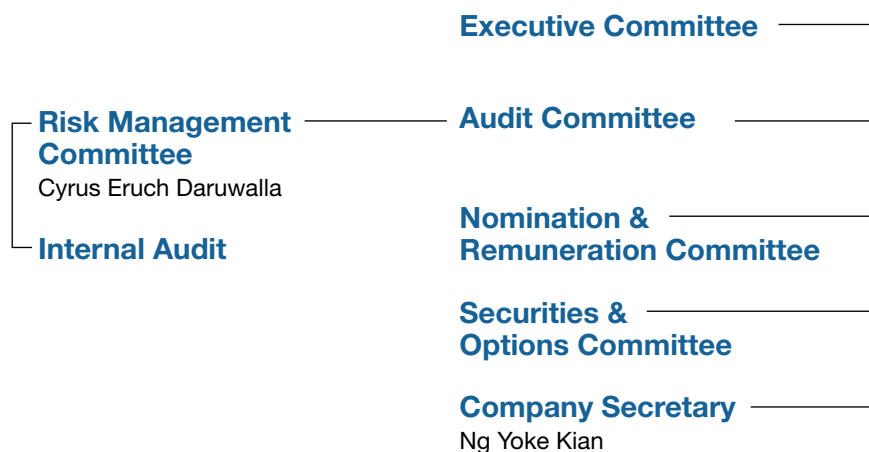 Executive Committee
Risk Management
Committee
Cyrus Eruch Daruwalla
Internal Audit
Audit Committee
Nomination &
Remuneration Committee
Securities &
Options Committee
Company Secretary
Ng Yoke Kian